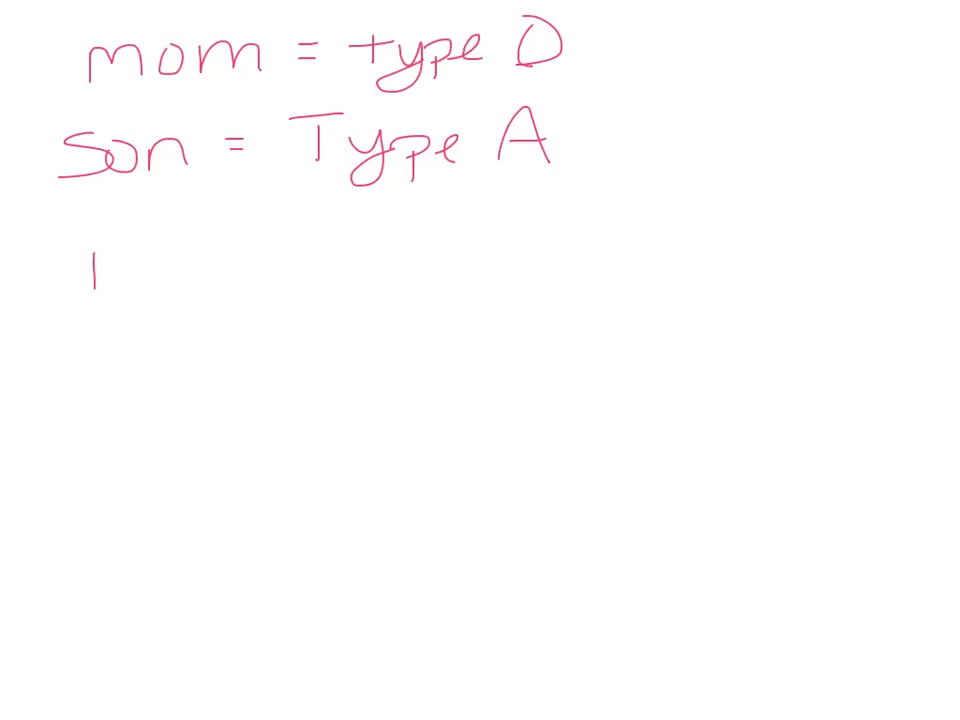 mom = type O
son = Type A
I